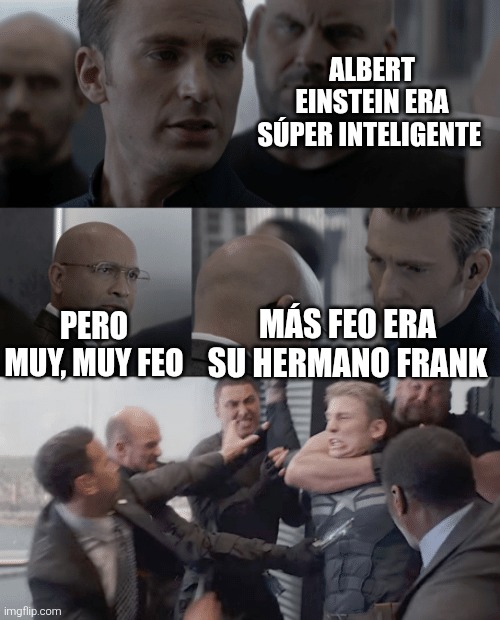 ALBERT
EINSTEIN ERA
SÚPER INTELIGENTE
PERO
MUY, MUY FEO
MÁS FEO ERA
SU HERMANO FRANK
imgflip.com